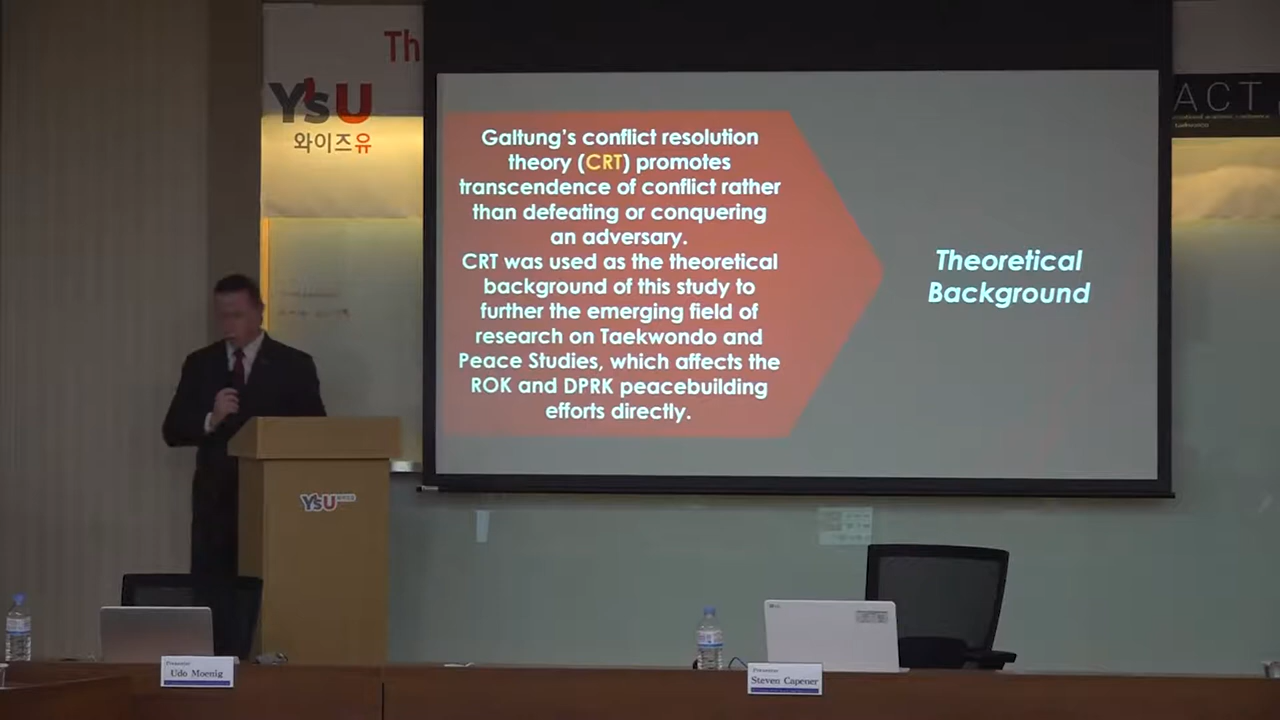 Th
Y'sU
와이즈유
ACT
Galtung's conflict resolution
theory (CRT) promotes
transcendence of conflict rather
than defeating or conquering
an adversary.
CRT was used as the theoretical
background of this study to
further the emerging field of
research on Taekwondo and
Peace Studies, which affects the
ROK and DPRK peacebuilding
efforts directly.
Theoretical
Background
Y'sU
Presenter
Udo Moenig
Presenter
Steven Capener